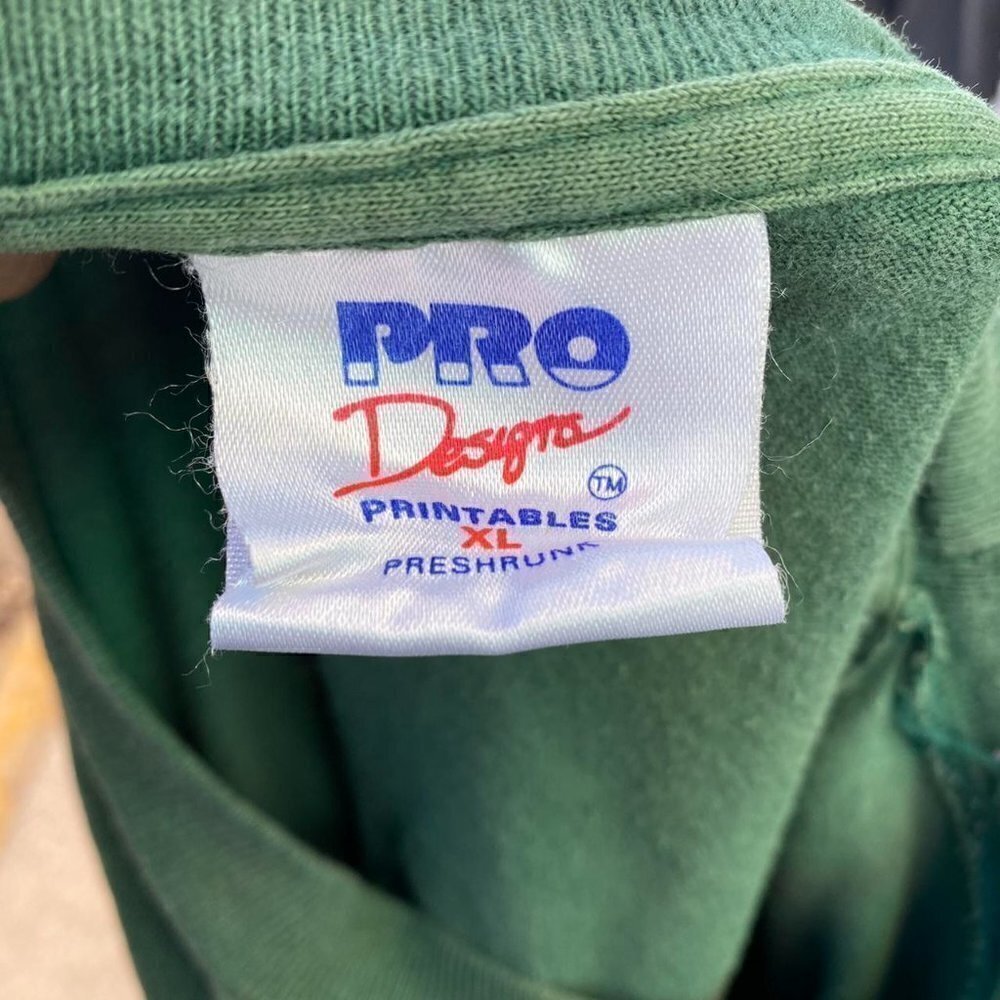 PRO
Designs
TM
PRINTABLES
XL
PRESHRUNK